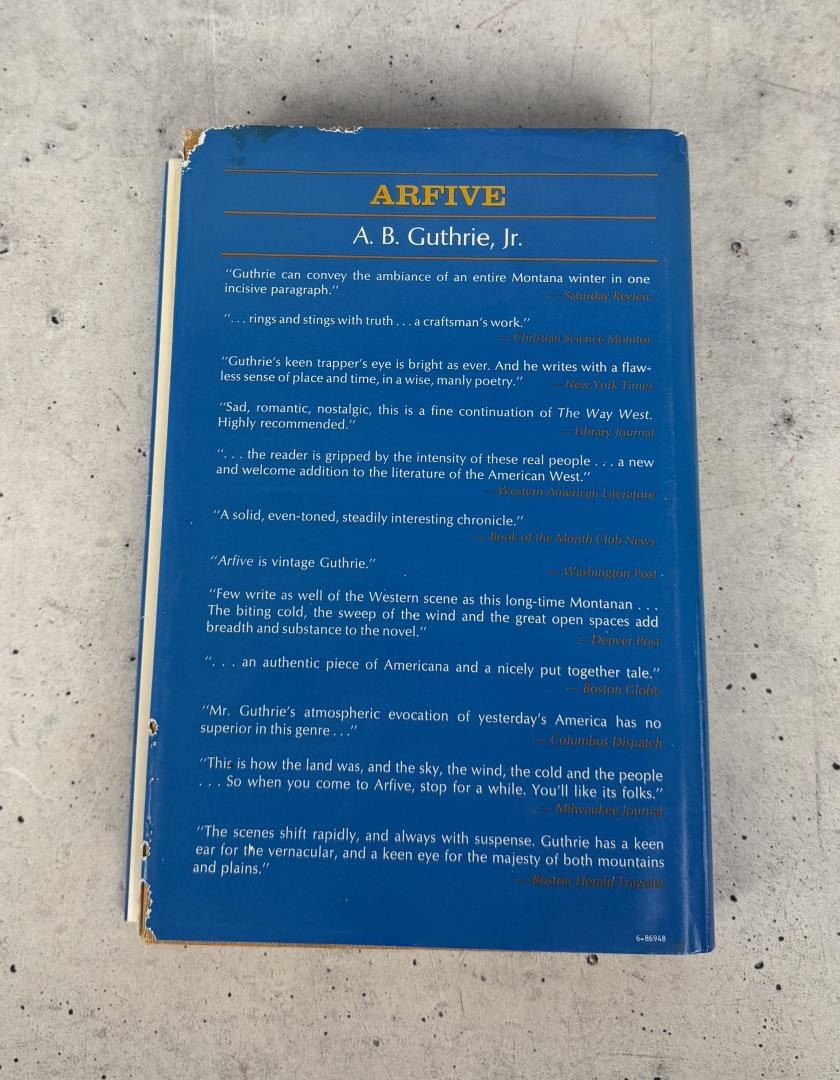 ARFIVE
A. B. Guthrie, Jr.
"Guthrie can convey the ambiance of an entire Montana winter in one
incisive paragraph."
— Saturday Review
". . . rings and stings with truth . . . a craftsman's work."
— Christian Science Monitor
"Guthrie's keen trapper's eye is bright as ever. And he writes with a flaw-
less sense of place and time, in a wise, manly poetry." — New York Times
"Sad, romantic, nostalgic, this is a fine continuation of The Way West.
Highly recommended."
— Library Journal
". . . the reader is gripped by the intensity of these real people . . . a new
and welcome addition to the literature of the American West."
— Western American Literature
"A solid, even-toned, steadily interesting chronicle."
— Book of the Month Club News
"Arfive is vintage Guthrie."
— Washington Post
"Few write as well of the Western scene as this long-time Montanan . . .
The biting cold, the sweep of the wind and the great open spaces add
breadth and substance to the novel."
— Denver Post
". . . an authentic piece of Americana and a nicely put together tale."
— Boston Globe
"Mr. Guthrie's atmospheric evocation of yesterday's America has no
superior in this genre . . ."
— Columbus Dispatch
"This is how the land was, and the sky, the wind, the cold and the people
. . . So when you come to Arfive, stop for a while. You'll like its folks."
— Milwaukee Journal
"The scenes shift rapidly, and always with suspense. Guthrie has a keen
ear for the vernacular, and a keen eye for the majesty of both mountains
and plains."
— Boston Herald Traveler
6-86948